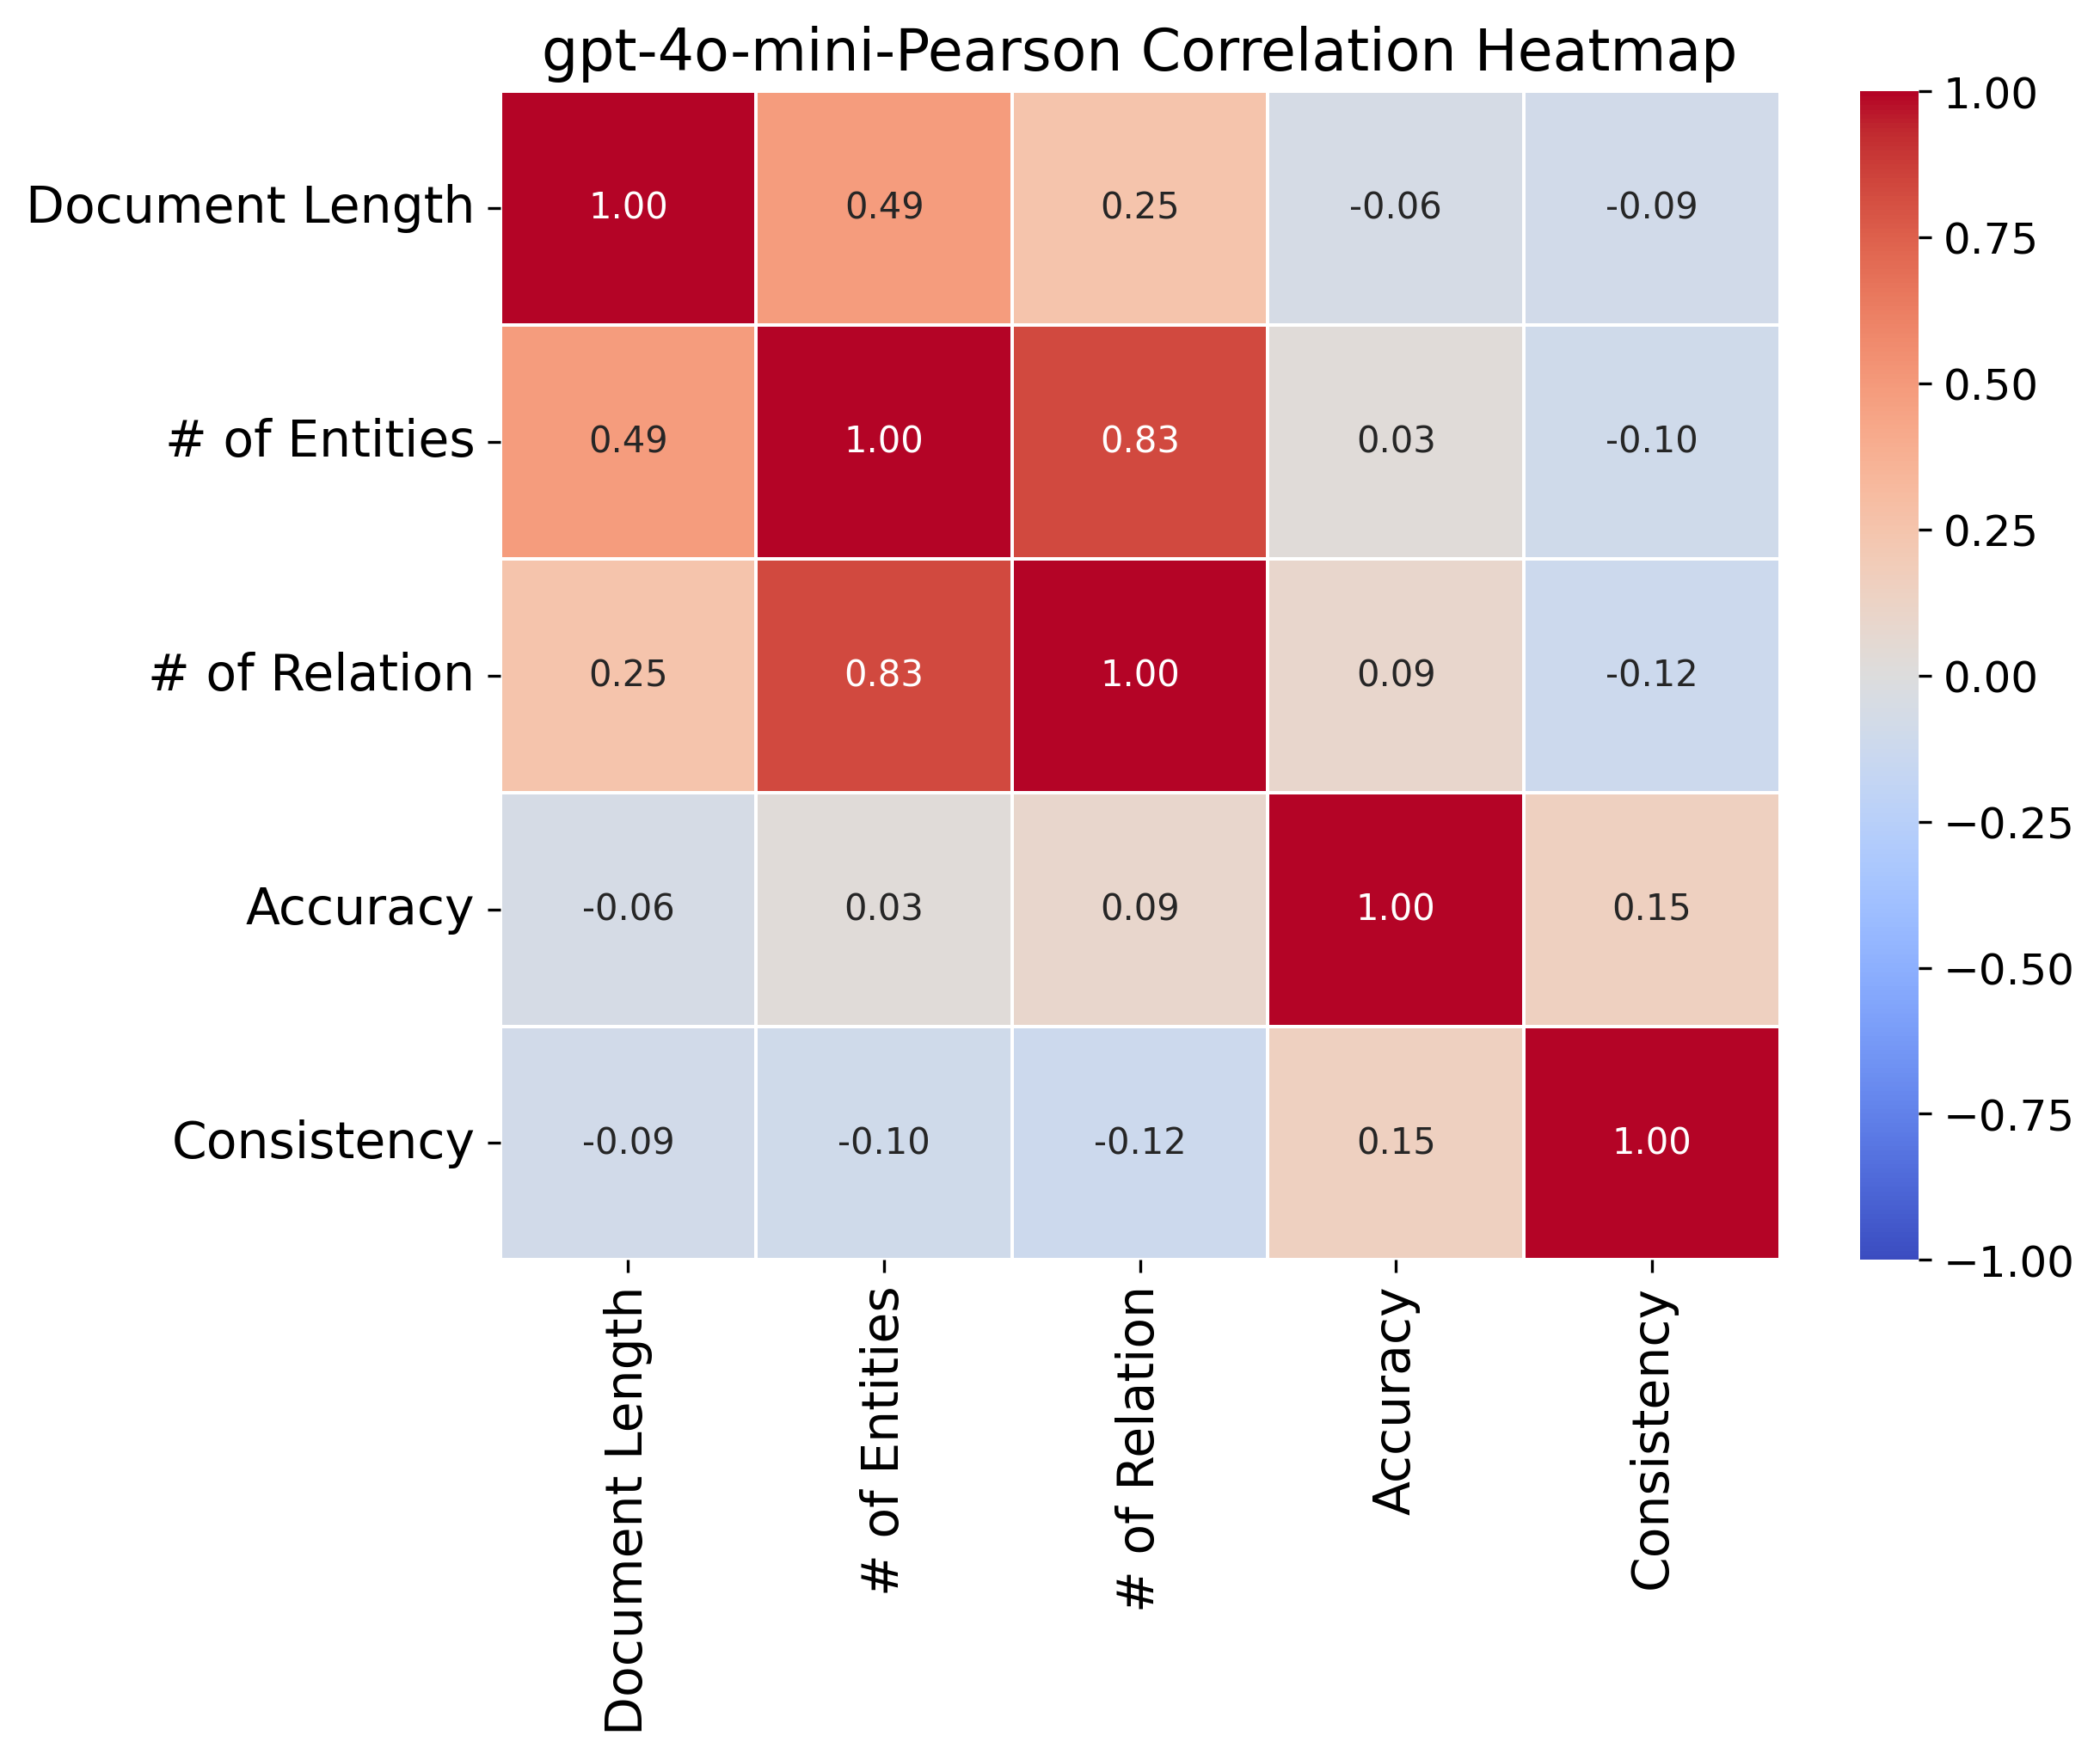 gpt-4o-mini-Pearson Correlation Heatmap
Document Length 1.00 0.49 0.25 -0.06 -0.09
# of Entities 0.49 1.00 0.83 0.03 -0.10
# of Relation 0.25 0.83 1.00 0.09 -0.12
Accuracy -0.06 0.03 0.09 1.00 0.15
Consistency -0.09 -0.10 -0.12 0.15 1.00
Document Length
# of Entities
# of Relation
Accuracy
Consistency
1.00
0.75
0.50
0.25
0.00
−0.25
−0.50
−0.75
−1.00